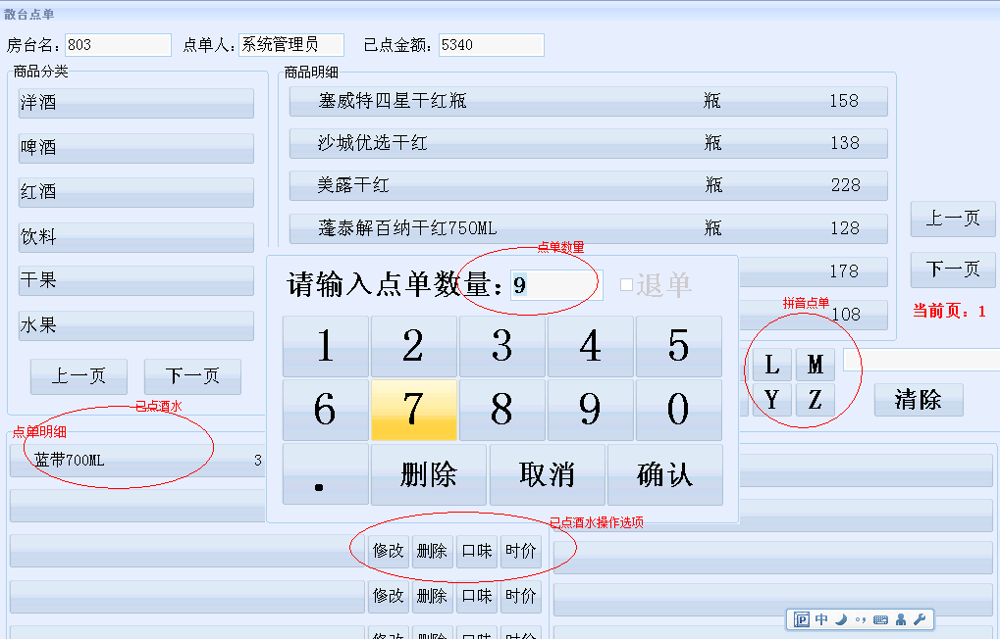 散台点单
房台名: 803 点单人: 系统管理员 已点金额: 5340
商品分类
洋酒
啤酒
红酒
饮料
干果
水果
上一页 下一页
商品明细
塞威特四星干红瓶 瓶 158
沙城优选干红 瓶 138
美露干红 瓶 228
蓬泰解百纳干红750ML 瓶 128
178
108
上一页
下一页
当前页: 1
点单数量
请输入点单数量: 9 退单
1 2 3 4 5
6 7 8 9 0
. 删除 取消 确认
拼音点单
L M
Y Z
清除
已点酒水
点单明细
蓝带700ML 3
已点酒水操作选项
修改 删除 口味 时价
修改 删除 口味 时价
修改 删除 口味 时价
中